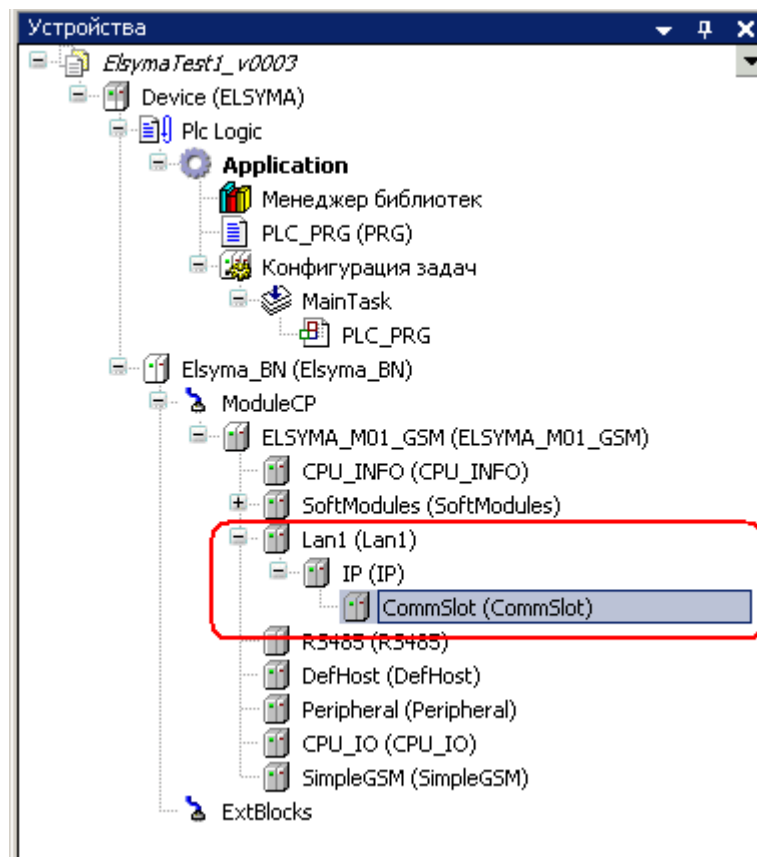 Устройства
ElsymaTest1_v0003
Device (ELSYMA)
Plc Logic
Application
Менеджер библиотек
PLC_PRG (PRG)
Конфигурация задач
MainTask
PLC_PRG
Elsyma_BN (Elsyma_BN)
ModuleCP
ELSYMA_M01_GSM (ELSYMA_M01_GSM)
CPU_INFO (CPU_INFO)
SoftModules (SoftModules)
Lan1 (Lan1)
IP (IP)
CommSlot (CommSlot)
RS485 (RS485)
DefHost (DefHost)
Peripheral (Peripheral)
CPU_IO (CPU_IO)
SimpleGSM (SimpleGSM)
ExtBlocks